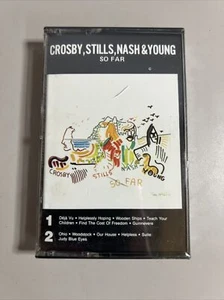 CROSBY, STILLS, NASH & YOUNG
SO FAR
CROSBY
STILLS
YOUNG
SO FAR
1
Déjà Vu • Helplessly Hoping • Wooden Ships • Teach Your
Children • Find The Cost Of Freedom • Guinnevere
2
Ohio • Woodstock • Our House • Helpless • Suite:
Judy Blue Eyes